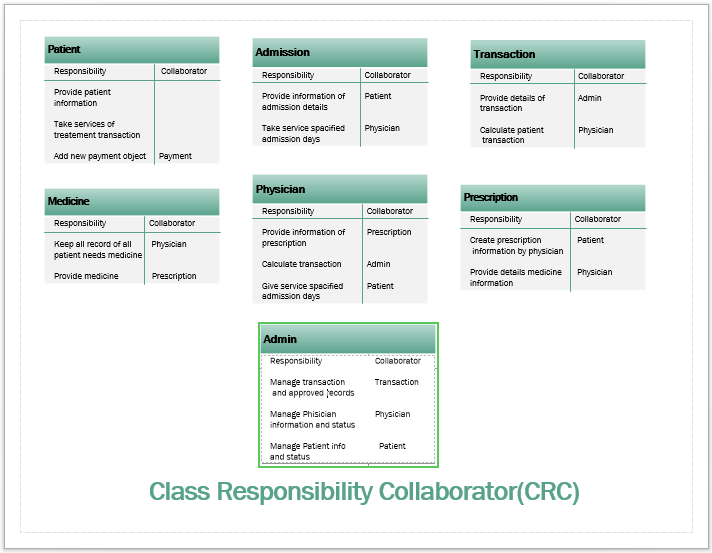 Patient
Responsibility Collaborator
Provide patient
information
Take services of
treatement transaction
Add new payment object Payment
Admission
Responsibility Collaborator
Provide information of Patient
admission details
Take service spacified Physician
admission days
Transaction
Responsibility Collaborator
Provide details of Admin
transaction
Calculate patient Physician
transaction
Medicine
Responsibility Collaborator
Keep all record of all Physician
patient needs medicine
Provide medicine Prescription
Physician
Responsibility Collaborator
Provide information of Prescription
prescription
Calculate transaction Admin
Give service spacified Patient
admission days
Prescription
Responsibility Collaborator
Create prescription Patient
information by physician
Provide details medicine Physician
information
Admin
Responsibility Collaborator
Manage transaction Transaction
and approved records
Manage Phisician Physician
information and status
Manage Patient info Patient
and status
Class Responsibility Collaborator(CRC)